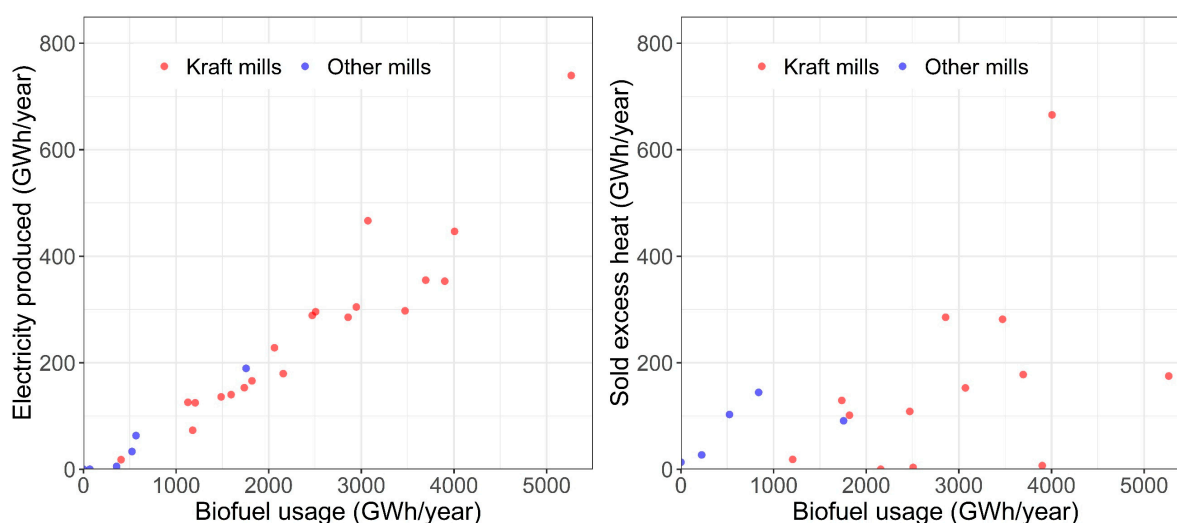 Electricity produced (GWh/year)
800
600
400
200
0
Kraft mills Other mills
0 1000 2000 3000 4000 5000
Biofuel usage (GWh/year)
Sold excess heat (GWh/year)
800
600
400
200
0
Kraft mills Other mills
0 1000 2000 3000 4000 5000
Biofuel usage (GWh/year)